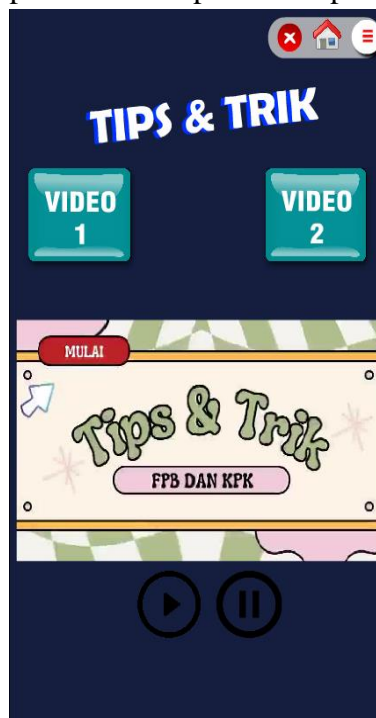 TIPS & TRIK
VIDEO 1
VIDEO 2
MULAI
Tips & Trik
FPB DAN KPK